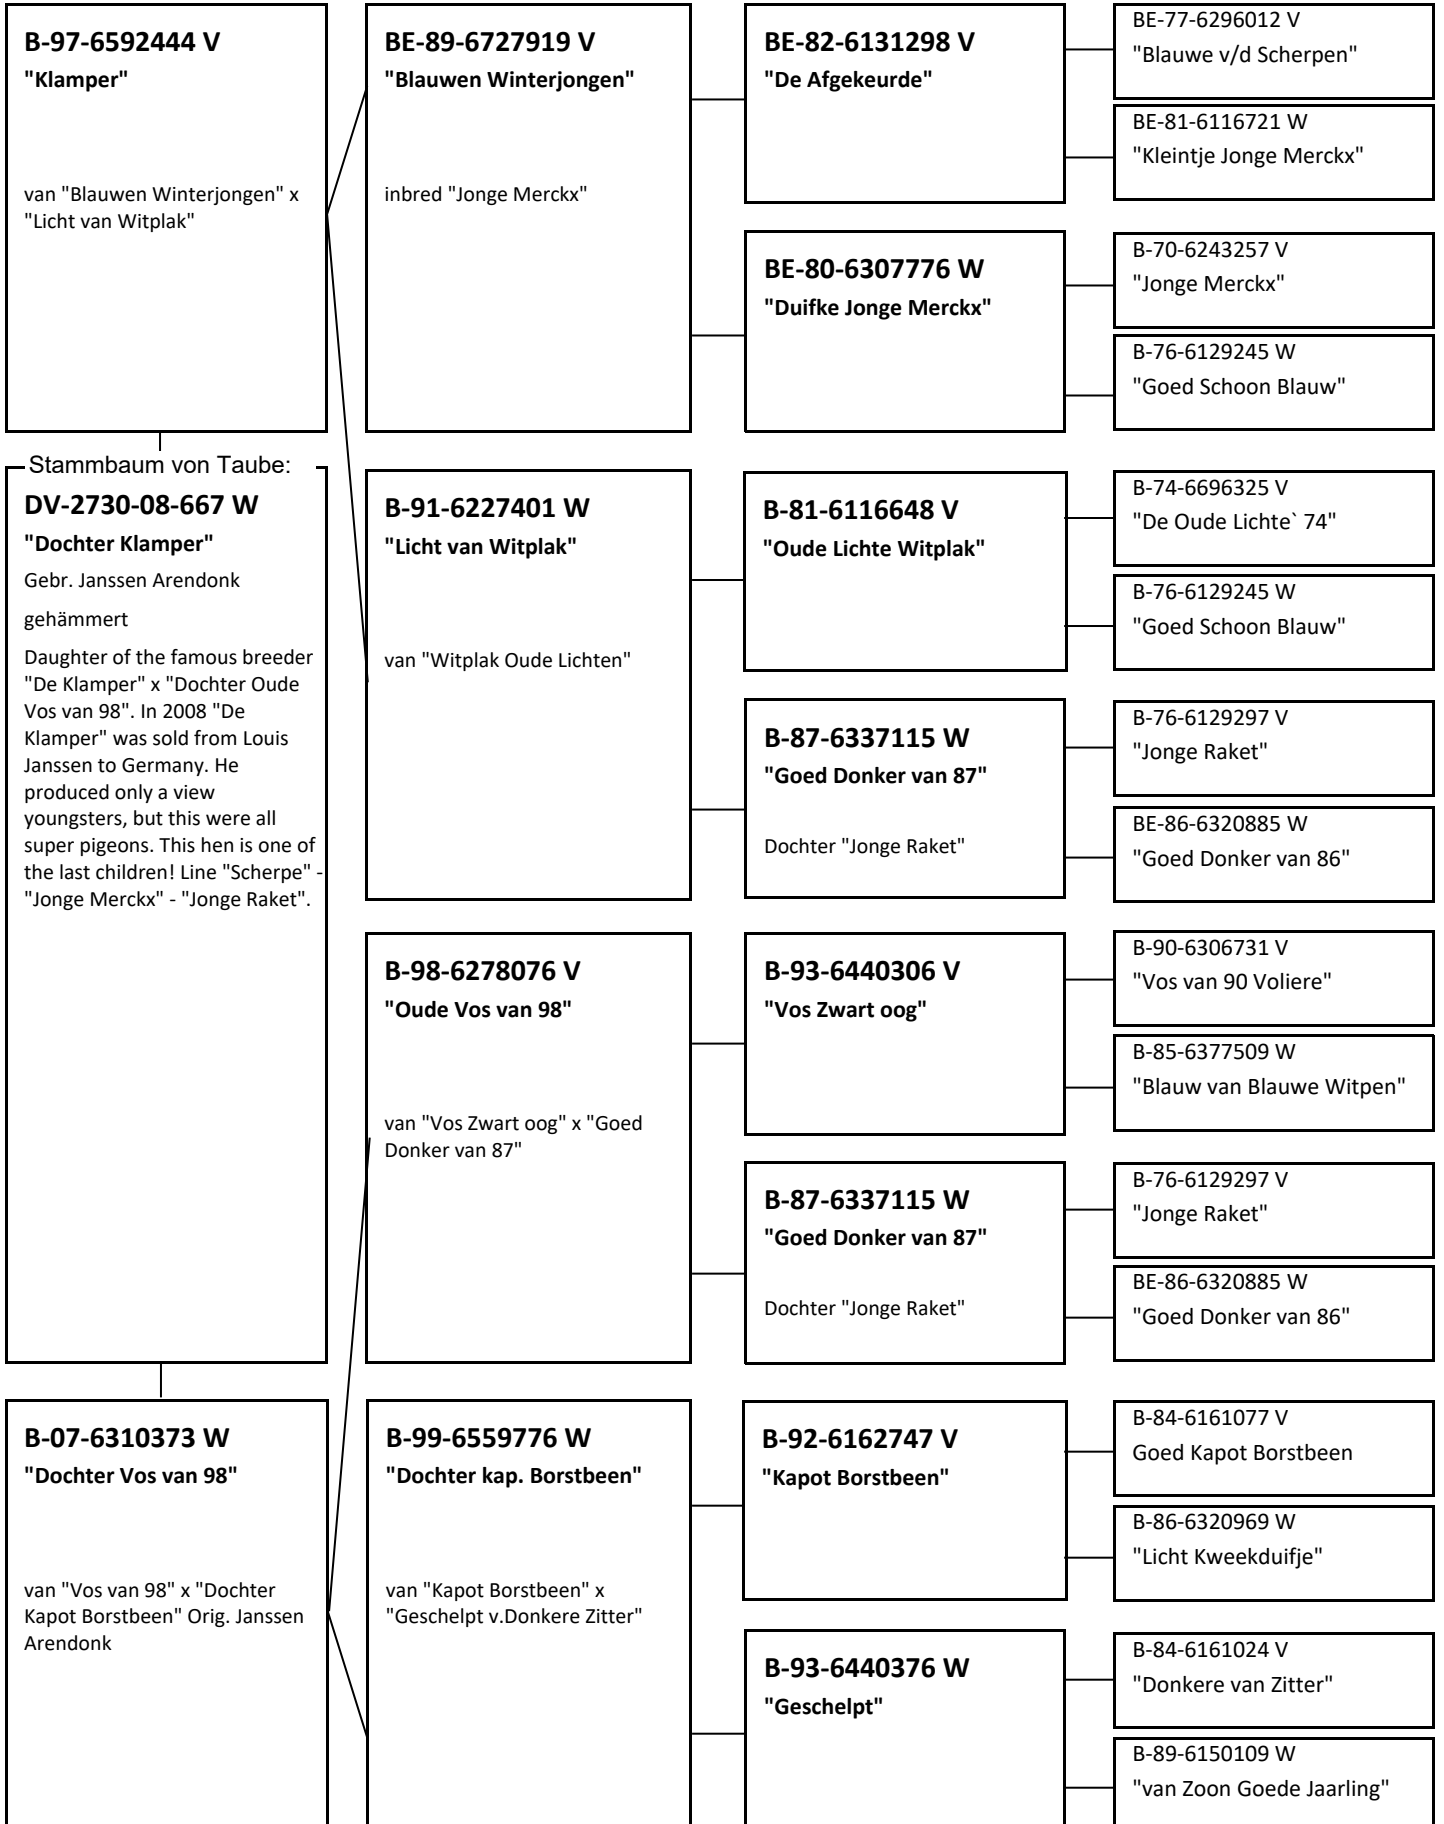 B-97-6592444 V
"Klamper"
van "Blauwen Winterjongen" x
"Licht van Witplak"
Stammbaum von Taube:
DV-2730-08-667 W
"Dochter Klamper"
Gebr. Janssen Arendonk
gehämmert
Daughter of the famous breeder
"De Klamper" x "Dochter Oude
Vos van 98". In 2008 "De
Klamper" was sold from Louis
Janssen to Germany. He
produced only a view
youngsters, but this were all
super pigeons. This hen is one of
the last children! Line "Scherpe" -
"Jonge Merckx" - "Jonge Raket".
B-07-6310373 W
"Dochter Vos van 98"
van "Vos van 98" x "Dochter
Kapot Borstbeen" Orig. Janssen
Arendonk
BE-89-6727919 V
"Blauwen Winterjongen"
inbred "Jonge Merckx"
B-91-6227401 W
"Licht van Witplak"
van "Witplak Oude Lichten"
B-98-6278076 V
"Oude Vos van 98"
van "Vos Zwart oog" x "Goed
Donker van 87"
B-99-6559776 W
"Dochter kap. Borstbeen"
van "Kapot Borstbeen" x
"Geschelpt v.Donkere Zitter"
BE-82-6131298 V
"De Afgekeurde"
BE-80-6307776 W
"Duifke Jonge Merckx"
B-81-6116648 V
"Oude Lichte Witplak"
B-87-6337115 W
"Goed Donker van 87"
Dochter "Jonge Raket"
B-93-6440306 V
"Vos Zwart oog"
B-87-6337115 W
"Goed Donker van 87"
Dochter "Jonge Raket"
B-92-6162747 V
"Kapot Borstbeen"
B-93-6440376 W
"Geschelpt"
BE-77-6296012 V
"Blauwe v/d Scherpen"
BE-81-6116721 W
"Kleintje Jonge Merckx"
B-70-6243257 V
"Jonge Merckx"
B-76-6129245 W
"Goed Schoon Blauw"
B-74-6696325 V
"De Oude Lichte` 74"
B-76-6129245 W
"Goed Schoon Blauw"
B-76-6129297 V
"Jonge Raket"
BE-86-6320885 W
"Goed Donker van 86"
B-90-6306731 V
"Vos van 90 Voliere"
B-85-6377509 W
"Blauw van Blauwe Witpen"
B-76-6129297 V
"Jonge Raket"
BE-86-6320885 W
"Goed Donker van 86"
B-84-6161077 V
Goed Kapot Borstbeen
B-86-6320969 W
"Licht Kweekduifje"
B-84-6161024 V
"Donkere van Zitter"
B-89-6150109 W
"van Zoon Goede Jaarling"